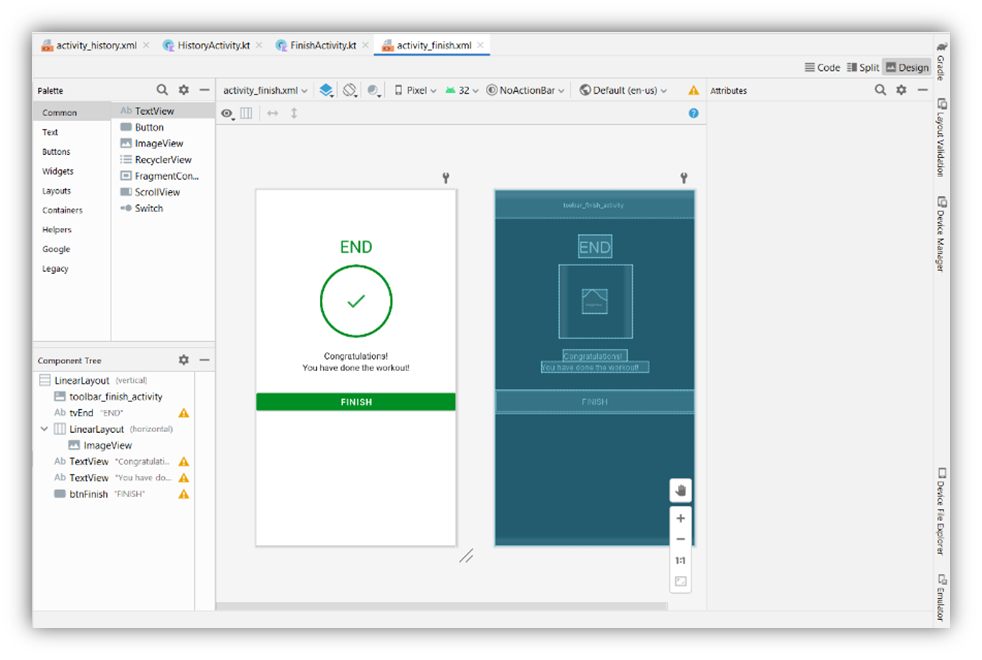 activity_history.xml HistoryActivity.kt FinishActivity.kt activity_finish.xml
Code Split Design
Palette
activity_finish.xml Pixel 32 NoActionBar Default (en-us)
Attributes
Common
Text
Buttons
Widgets
Layouts
Containers
Helpers
Google
Legacy
Ab TextView
Button
ImageView
RecyclerView
FragmentCon...
ScrollView
Switch
END
Congratulations!
You have done the workout!
FINISH
toolbar_finish_activity
END
Congratulations!
You have done the workout!
FINISH
1:1
Component Tree
LinearLayout (vertical)
toolbar_finish_activity
Ab tvEnd "END"
LinearLayout (horizontal)
ImageView
Ab TextView "Congratulati...
Ab TextView "You have do...
btnFinish "FINISH"
Gradle
Layout Validation
Device Manager
Device File Explorer
Emulator